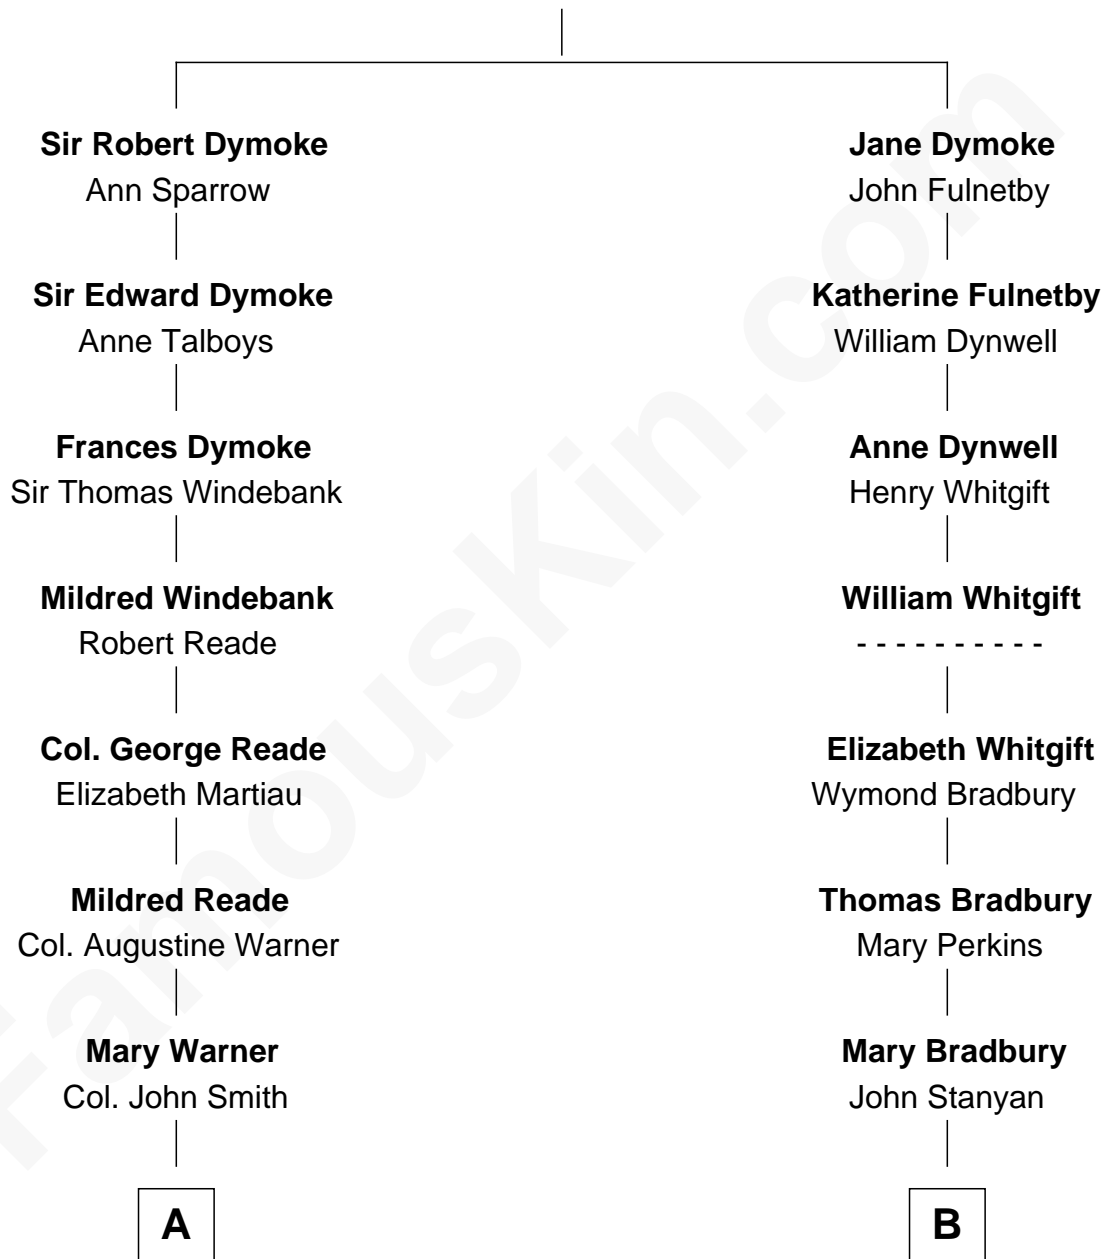 Sir Robert Dymoke
Ann Sparrow
Sir Edward Dymoke
Anne Talboys
Frances Dymoke
Sir Thomas Windebank
Mildred Windebank
Robert Reade
Col. George Reade
Elizabeth Martiau
Mildred Reade
Col. Augustine Warner
Mary Warner
Col. John Smith
A
Jane Dymoke
John Fulnetby
Katherine Fulnetby
William Dynwell
Anne Dynwell
Henry Whitgift
William Whitgift
- - - - - - - - - -
Elizabeth Whitgift
Wymond Bradbury
Thomas Bradbury
Mary Perkins
Mary Bradbury
John Stanyan
B
FamousKin.com